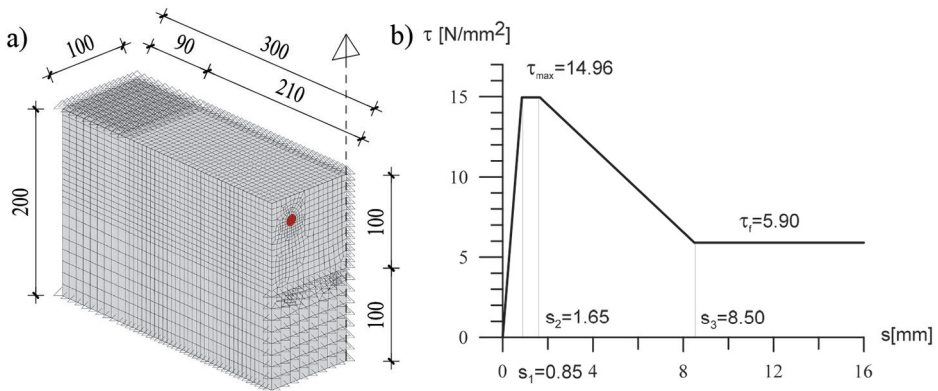 a)
100
90
300
210
200
100
100
b)
τ [N/mm²]
τmax=14.96
15
10
τf=5.90
5
s2=1.65
s3=8.50
0
s[mm]
0
s1=0.85
4
8
12
16